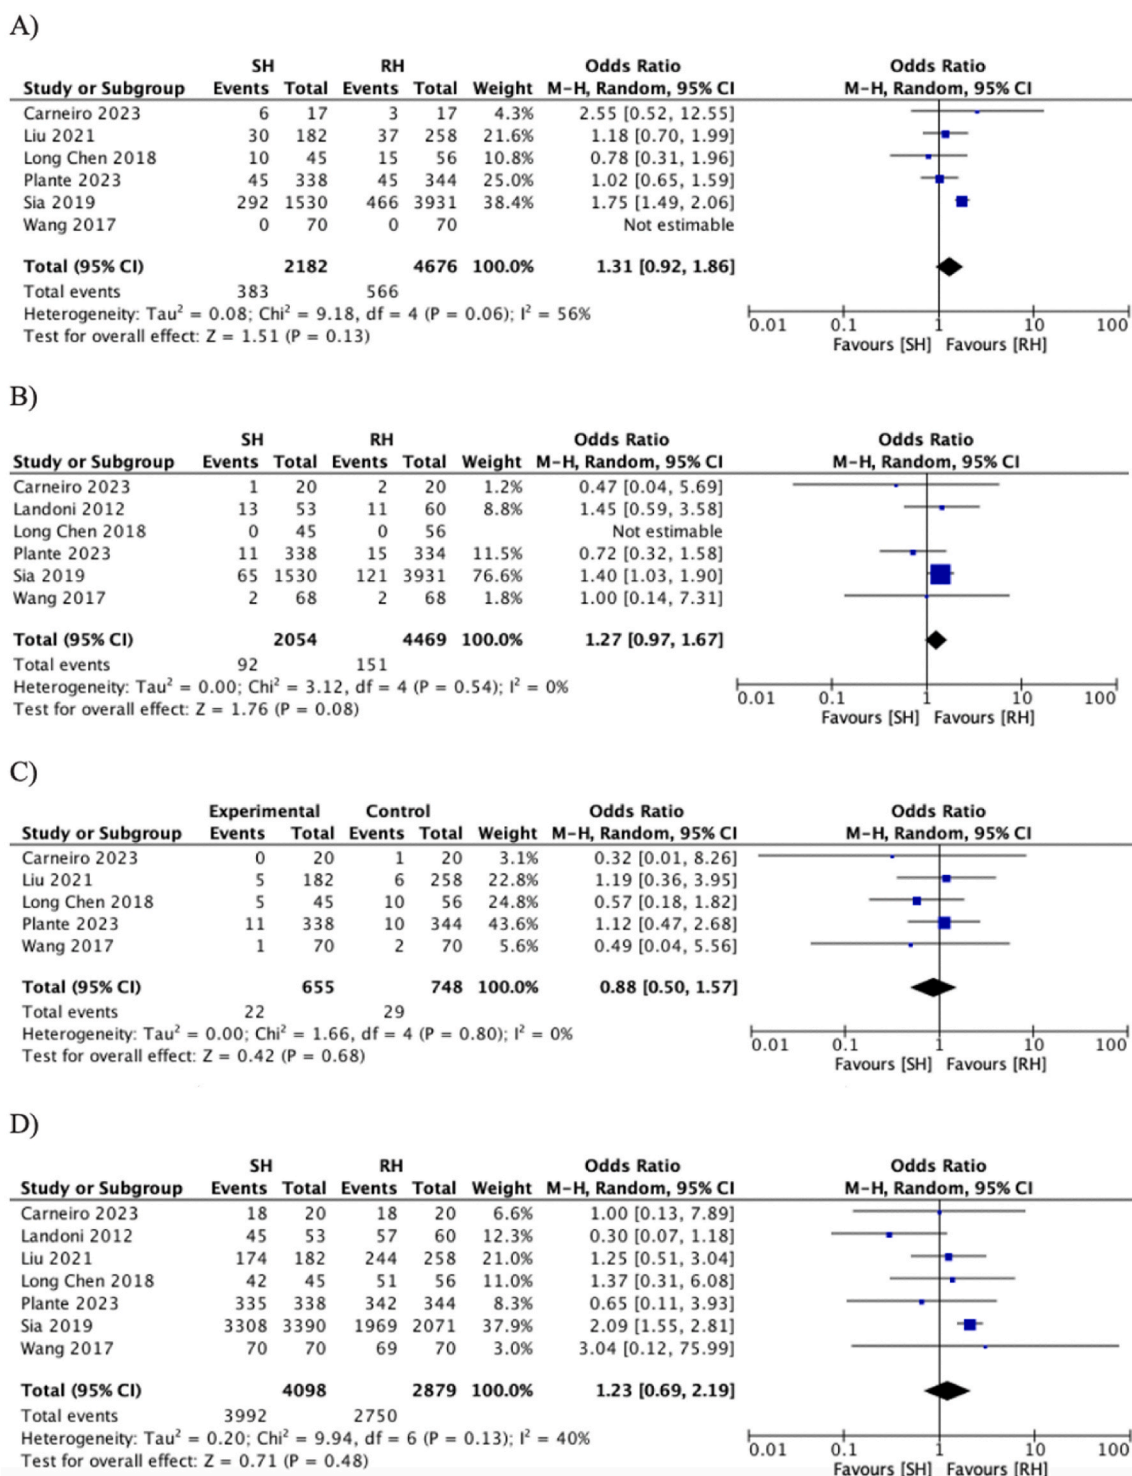 A)
SH RH Odds Ratio Odds Ratio
Study or Subgroup Events Total Events Total Weight M-H, Random, 95% CI M-H, Random, 95% CI
Carneiro 2023 6 17 3 17 4.3% 2.55 [0.52, 12.55]
Liu 2021 30 182 37 258 21.6% 1.18 [0.70, 1.99]
Long Chen 2018 10 45 15 56 10.8% 0.78 [0.31, 1.96]
Plante 2023 45 338 45 344 25.0% 1.02 [0.65, 1.59]
Sia 2019 292 1530 466 3931 38.4% 1.75 [1.49, 2.06]
Wang 2017 0 70 0 70 Not estimable
Total (95% CI) 2182 4676 100.0% 1.31 [0.92, 1.86]
Total events 383 566
Heterogeneity: Tau² = 0.08; Chi² = 9.18, df = 4 (P = 0.06); I² = 56%
Test for overall effect: Z = 1.51 (P = 0.13)
0.01 0.1 1 10 100
Favours [SH] Favours [RH]
B)
SH RH Odds Ratio Odds Ratio
Study or Subgroup Events Total Events Total Weight M-H, Random, 95% CI M-H, Random, 95% CI
Carneiro 2023 1 20 2 20 1.2% 0.47 [0.04, 5.69]
Landoni 2012 13 53 11 60 8.8% 1.45 [0.59, 3.58]
Long Chen 2018 0 45 0 56 Not estimable
Plante 2023 11 338 15 334 11.5% 0.72 [0.32, 1.58]
Sia 2019 65 1530 121 3931 76.6% 1.40 [1.03, 1.90]
Wang 2017 2 68 2 68 1.8% 1.00 [0.14, 7.31]
Total (95% CI) 2054 4469 100.0% 1.27 [0.97, 1.67]
Total events 92 151
Heterogeneity: Tau² = 0.00; Chi² = 3.12, df = 4 (P = 0.54); I² = 0%
Test for overall effect: Z = 1.76 (P = 0.08)
0.01 0.1 1 10 100
Favours [SH] Favours [RH]
C)
Experimental Control Odds Ratio Odds Ratio
Study or Subgroup Events Total Events Total Weight M-H, Random, 95% CI M-H, Random, 95% CI
Carneiro 2023 0 20 1 20 3.1% 0.32 [0.01, 8.26]
Liu 2021 5 182 6 258 22.8% 1.19 [0.36, 3.95]
Long Chen 2018 5 45 10 56 24.8% 0.57 [0.18, 1.82]
Plante 2023 11 338 10 344 43.6% 1.12 [0.47, 2.68]
Wang 2017 1 70 2 70 5.6% 0.49 [0.04, 5.56]
Total (95% CI) 655 748 100.0% 0.88 [0.50, 1.57]
Total events 22 29
Heterogeneity: Tau² = 0.00; Chi² = 1.66, df = 4 (P = 0.80); I² = 0%
Test for overall effect: Z = 0.42 (P = 0.68)
0.01 0.1 1 10 100
Favours [SH] Favours [RH]
D)
SH RH Odds Ratio Odds Ratio
Study or Subgroup Events Total Events Total Weight M-H, Random, 95% CI M-H, Random, 95% CI
Carneiro 2023 18 20 18 20 6.6% 1.00 [0.13, 7.89]
Landoni 2012 45 53 57 60 12.3% 0.30 [0.07, 1.18]
Liu 2021 174 182 244 258 21.0% 1.25 [0.51, 3.04]
Long Chen 2018 42 45 51 56 11.0% 1.37 [0.31, 6.08]
Plante 2023 335 338 342 344 8.3% 0.65 [0.11, 3.93]
Sia 2019 3308 3390 1969 2071 37.9% 2.09 [1.55, 2.81]
Wang 2017 70 70 69 70 3.0% 3.04 [0.12, 75.99]
Total (95% CI) 4098 2879 100.0% 1.23 [0.69, 2.19]
Total events 3992 2750
Heterogeneity: Tau² = 0.20; Chi² = 9.94, df = 6 (P = 0.13); I² = 40%
Test for overall effect: Z = 0.71 (P = 0.48)
0.01 0.1 1 10 100
Favours [SH] Favours [RH]